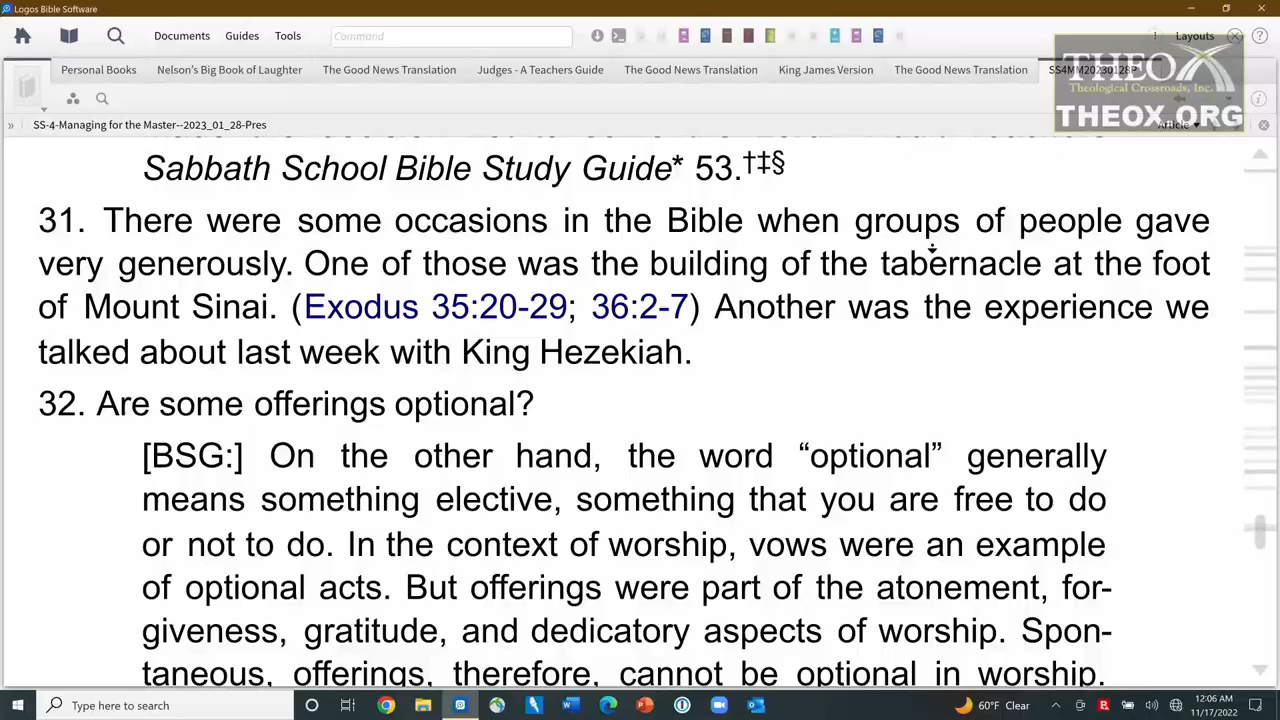 Logos Bible Software
Documents Guides Tools Command Layouts
Personal Books Nelson's Big Book of Laughter The C Judges - A Teachers Guide The Good News Translation King James Version The Good News Translation SS4MM20230128P
THEOX
Theological Crossroads, Inc.
THEOX.ORG
SS-4-Managing for the Master--2023_01_28-Pres Article
Sabbath School Bible Study Guide* 53.†‡§
31. There were some occasions in the Bible when groups of people gave
very generously. One of those was the building of the tabernacle at the foot
of Mount Sinai. (Exodus 35:20-29; 36:2-7) Another was the experience we
talked about last week with King Hezekiah.
32. Are some offerings optional?
[BSG:] On the other hand, the word “optional” generally
means something elective, something that you are free to do
or not to do. In the context of worship, vows were an example
of optional acts. But offerings were part of the atonement, for-
giveness, gratitude, and dedicatory aspects of worship. Spon-
taneous, offerings, therefore, cannot be optional in worship.
Type here to search 60°F Clear 12:06 AM
11/17/2022